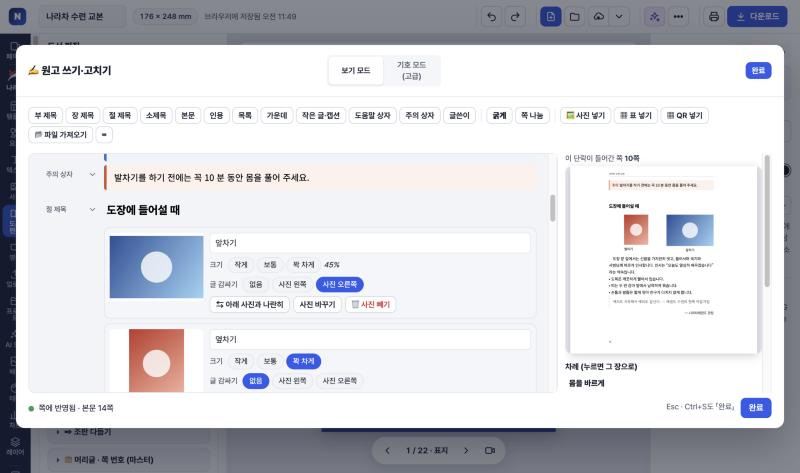 N
나라차 수련 교본
176 × 248 mm
브라우저에 저장됨 오전 11:49
다운로드
✍️ 원고 쓰기·고치기
보기 모드
기호 모드
(고급)
완료
부 제목
장 제목
절 제목
소제목
본문
인용
목록
가운데
작은 글·캡션
도움말 상자
주의 상자
글쓴이
굵게
쪽 나눔
사진 넣기
표 넣기
QR 넣기
파일 가져오기
주의 상자
발차기를 하기 전에는 꼭 10 분 동안 몸을 풀어 주세요.
절 제목
도장에 들어설 때
앞차기
크기
작게
보통
꽉 차게
45%
글 감싸기
없음
사진 왼쪽
사진 오른쪽
⇆ 아래 사진과 나란히
사진 바꾸기
사진 빼기
옆차기
크기
작게
보통
꽉 차게
글 감싸기
없음
사진 왼쪽
사진 오른쪽
이 단락이 들어간 쪽 10쪽
도장에 들어설 때
차례 (누르면 그 장으로)
몸을 바르게
쪽에 반영됨 · 본문 14쪽
Esc · Ctrl+S도 「완료」
완료
조판 다듬기
머리글 · 쪽 번호 (마스터)
레이어
1 / 22 · 표지